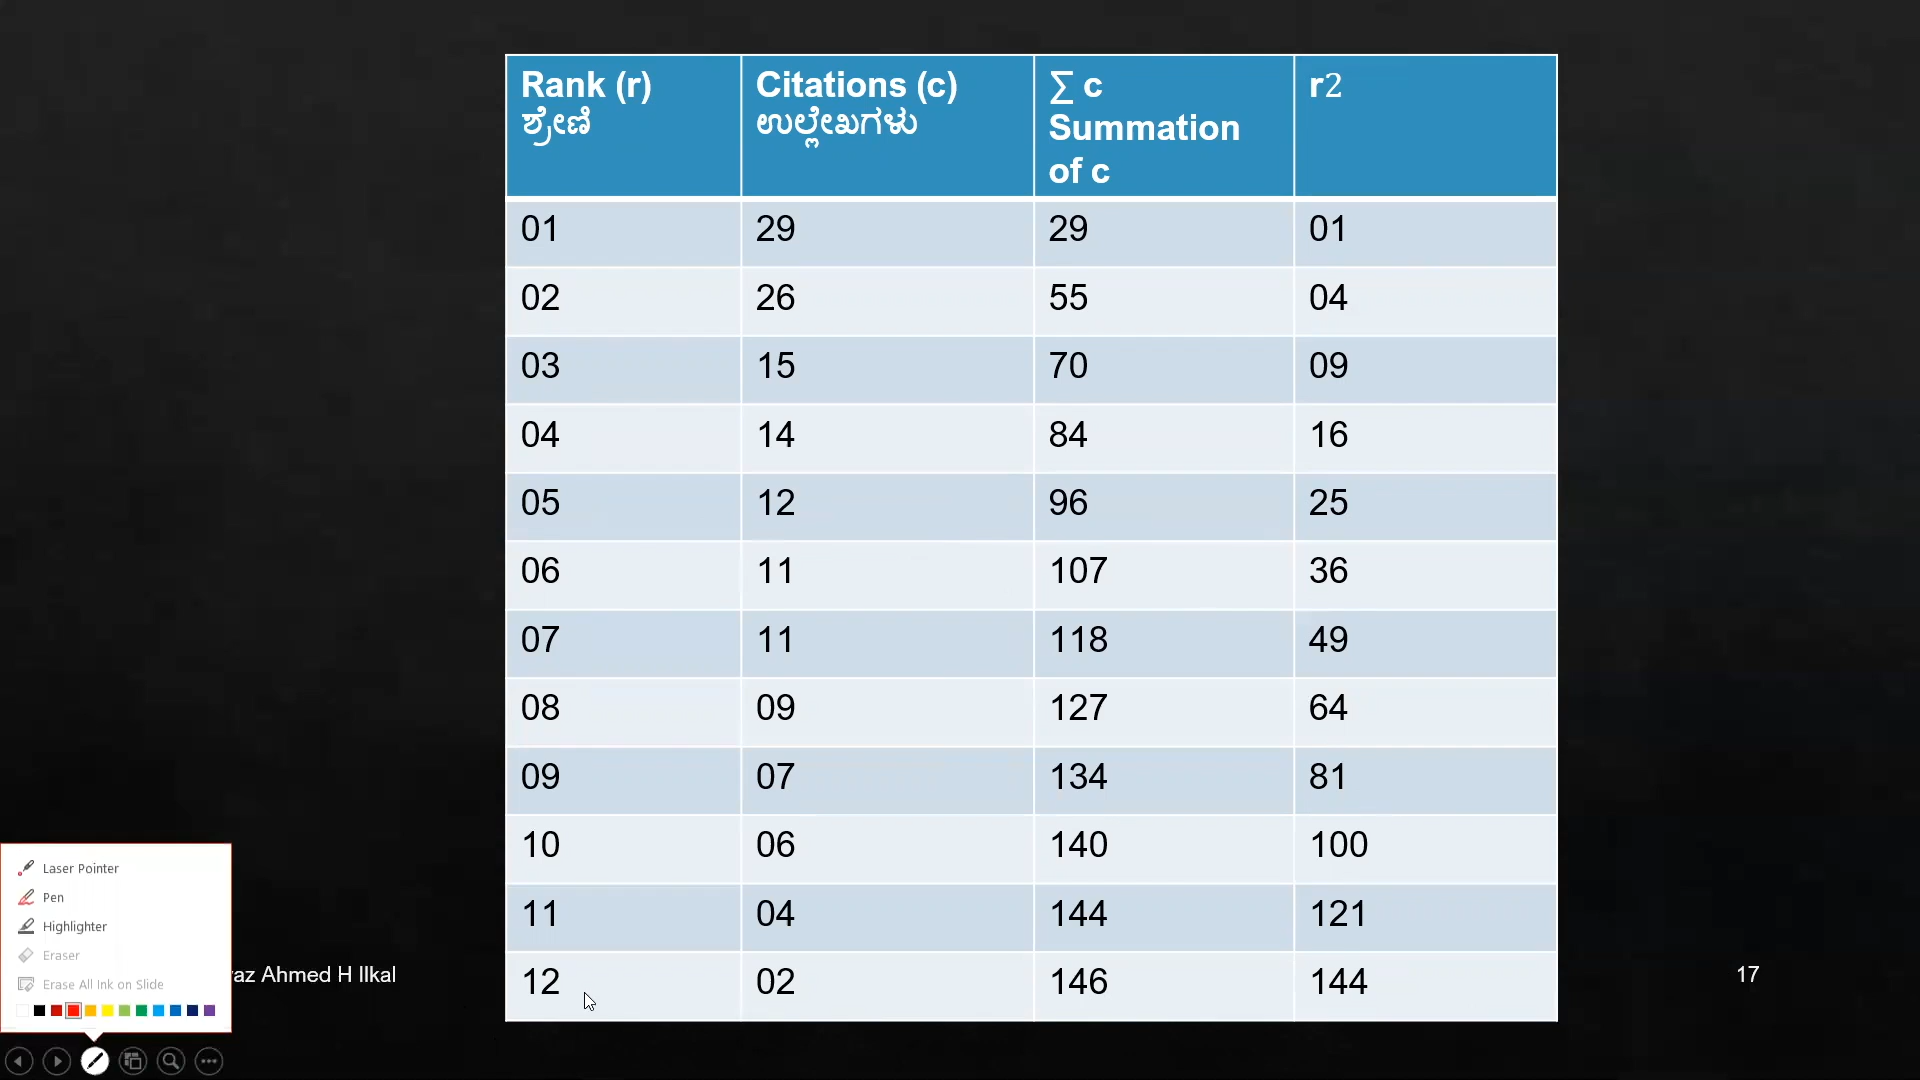 Rank (r) Citations (c) ∑ c r2
ಶ್ರೇಣಿ ಉಲ್ಲೇಖಗಳು Summation
of c
01 29 29 01
02 26 55 04
03 15 70 09
04 14 84 16
05 12 96 25
06 11 107 36
07 11 118 49
08 09 127 64
09 07 134 81
10 06 140 100
11 04 144 121
12 02 146 144
Laser Pointer
Pen
Highlighter
Eraser
Erase All Ink on Slide
Ahmed H Ilkal
17